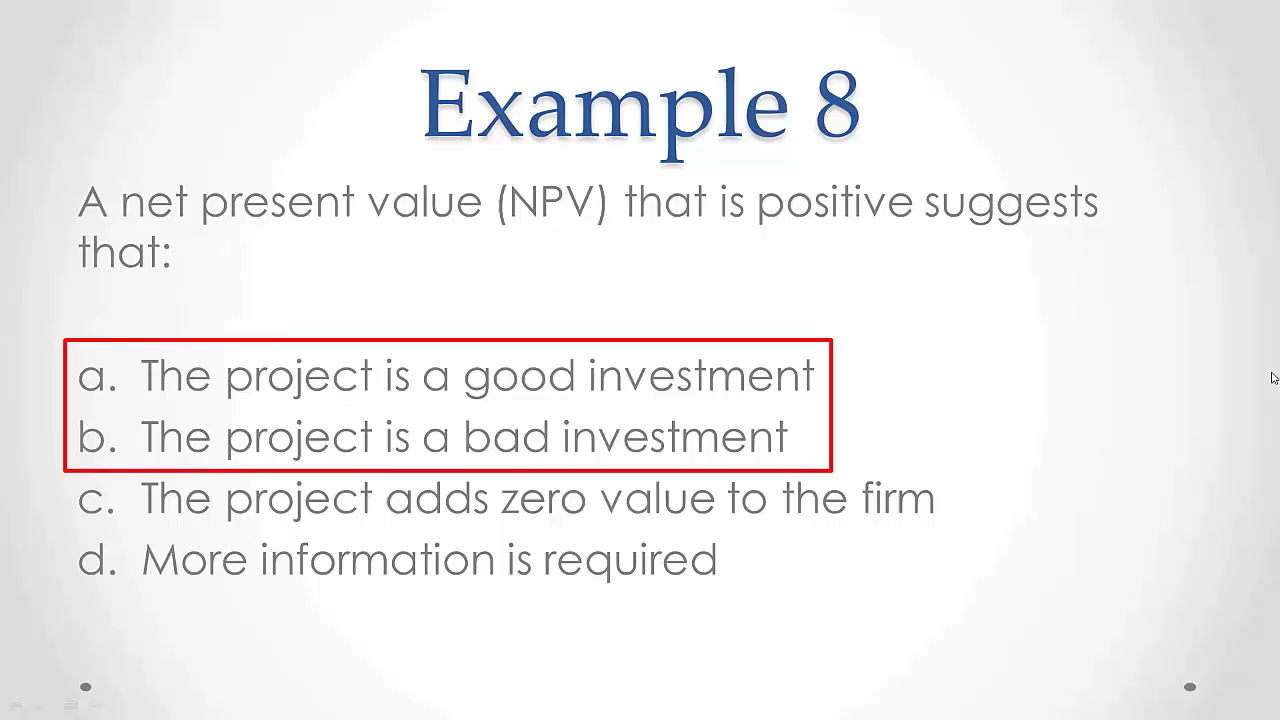 Example 8
A net present value (NPV) that is positive suggests
that:
a. The project is a good investment
b. The project is a bad investment
c. The project adds zero value to the firm
d. More information is required